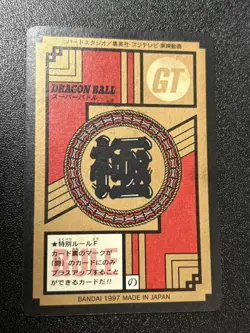 ©バードスタジオ/集英社・フジテレビ・東映動画
GT
DRAGON BALL
スーパーバトル
極
★特別ルールF
カード裏のマークが
のカードにのみ
プラスアップすること
ができるカードだ!!
の
BANDAI 1997 MADE IN JAPAN